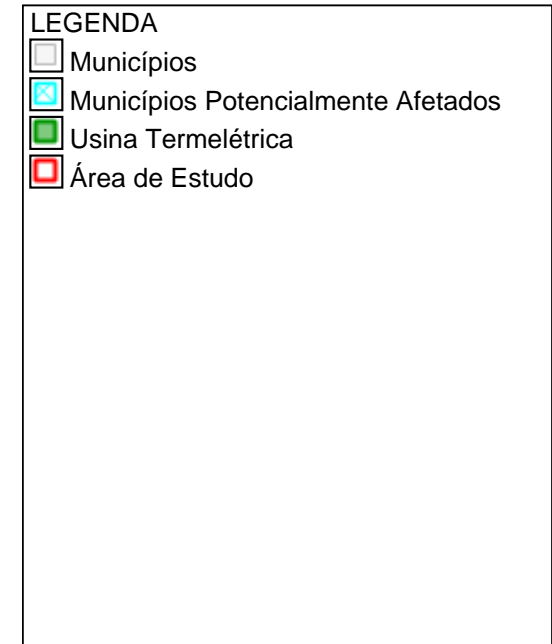 LEGENDA
Municípios
Municípios Potencialmente Afetados
Usina Termelétrica
Área de Estudo